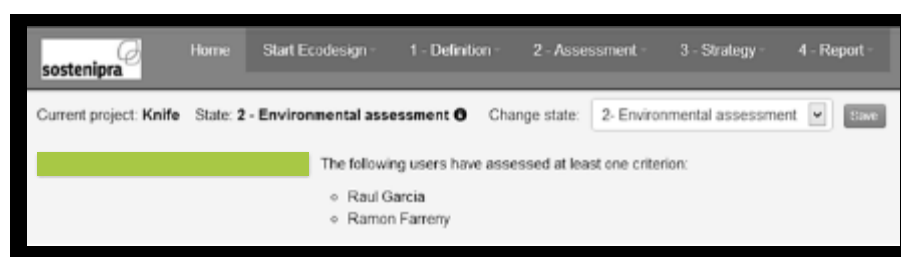 sostenipra
Home Start Ecodesign 1 - Definition 2 - Assessment 3 - Strategy 4 - Report
Current project: Knife State: 2 - Environmental assessment Change state: 2- Environmental assessment Save
The following users have assessed at least one criterion:
Raul Garcia
Ramon Farreny